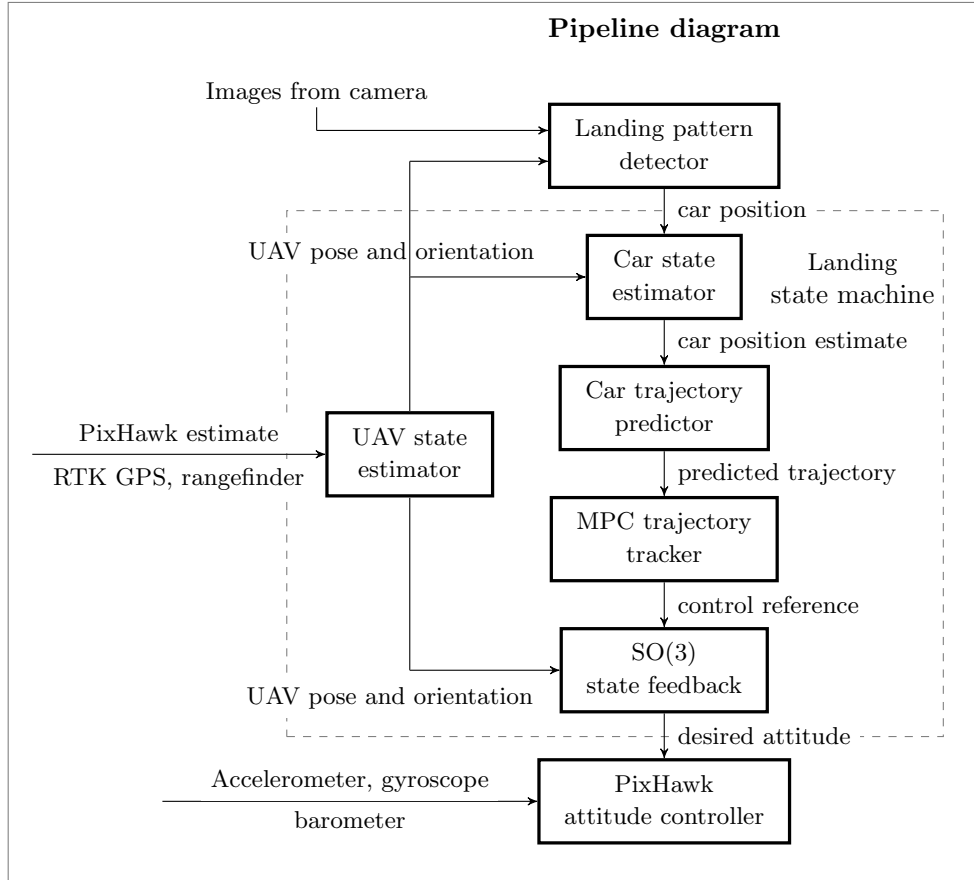 Pipeline diagram
Images from camera
Landing pattern
detector
car position
UAV pose and orientation
Car state
estimator
Landing
state machine
car position estimate
Car trajectory
predictor
PixHawk estimate
RTK GPS, rangefinder
UAV state
estimator
predicted trajectory
MPC trajectory
tracker
control reference
SO(3)
state feedback
UAV pose and orientation
desired attitude
Accelerometer, gyroscope
barometer
PixHawk
attitude controller